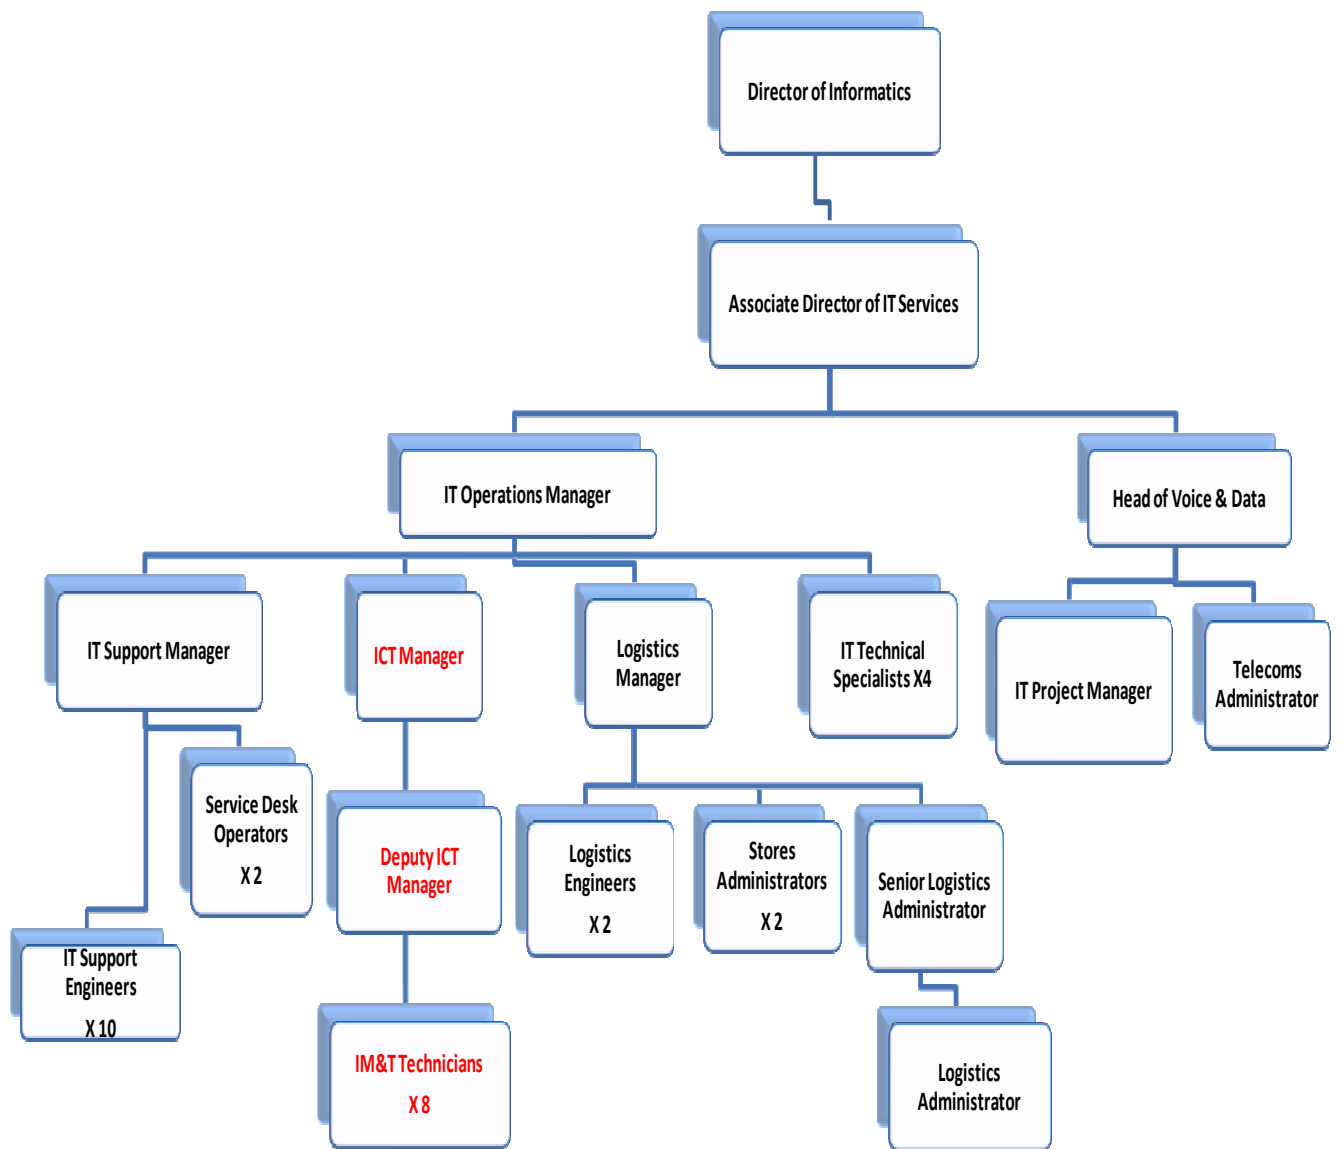 Director of Informatics
Associate Director of IT Services
IT Operations Manager
Head of Voice & Data
IT Support Manager
ICT Manager
Logistics
Manager
IT Technical
Specialists X4
IT Project Manager
Telecoms
Administrator
Service Desk
Operators
X 2
Deputy ICT
Manager
Logistics
Engineers
X 2
Stores
Administrators
X 2
Senior Logistics
Administrator
IT Support
Engineers
X 10
IM&T Technicians
X 8
Logistics
Administrator